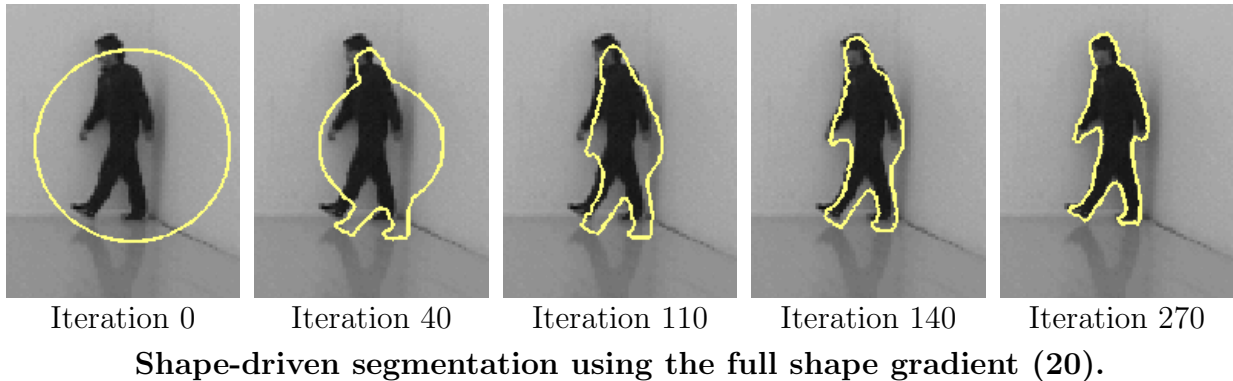 Iteration 0 Iteration 40 Iteration 110 Iteration 140 Iteration 270
Shape-driven segmentation using the full shape gradient (20).